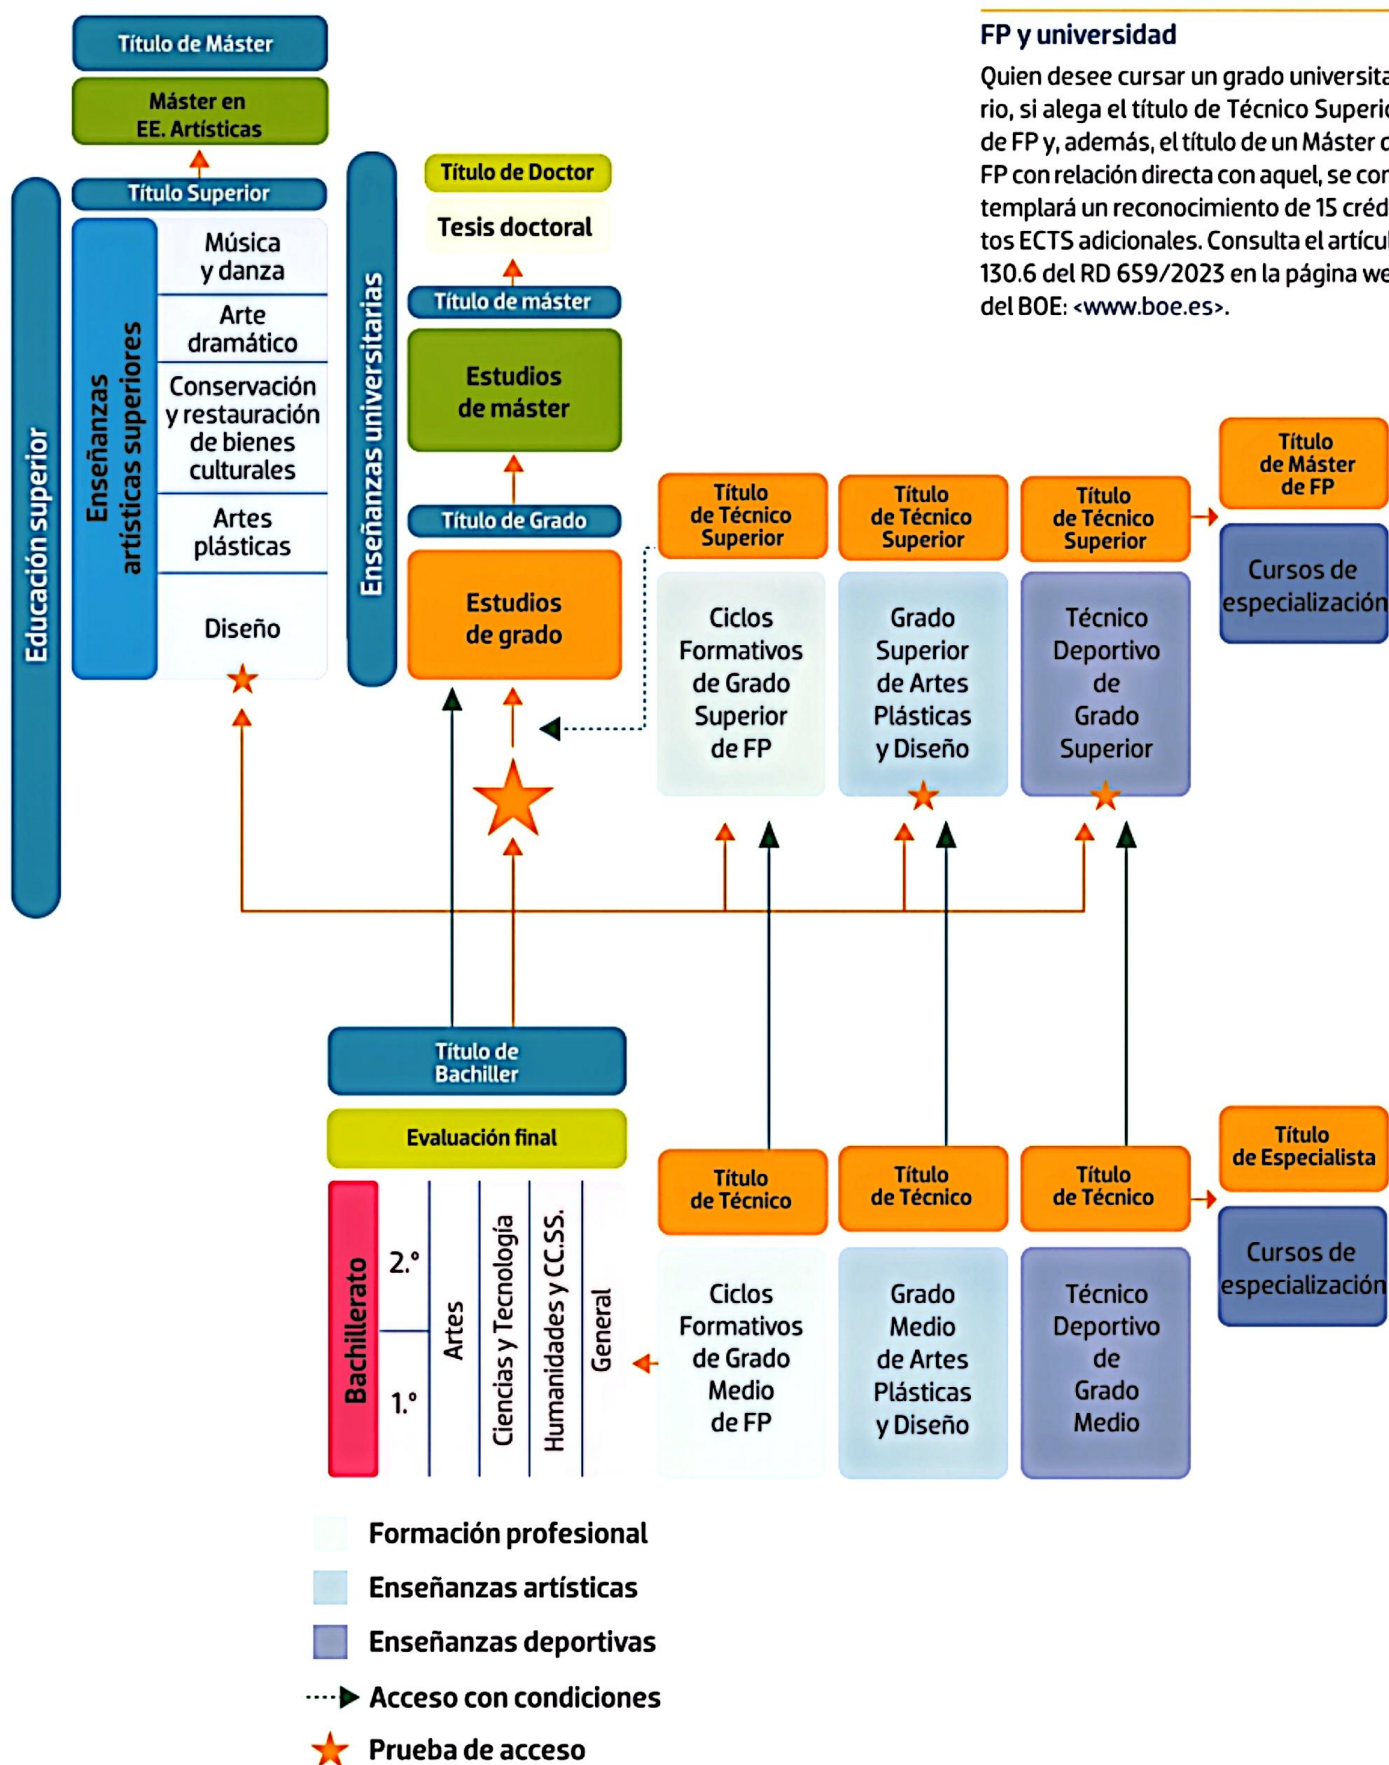 FP y universidad
Quien desee cursar un grado universita
rio, si alega el título de Técnico Superio
de FP y, además, el título de un Máster d
FP con relación directa con aquel, se con
templará un reconocimiento de 15 crédi
tos ECTS adicionales. Consulta el artícul
130.6 del RD 659/2023 en la página we
del BOE: <www.boe.es>.
Título de Máster
Máster en
EE. Artísticas
Título Superior
Educación superior
Enseñanzas
artísticas superiores
Música
y danza
Arte
dramático
Conservación
y restauración
de bienes
culturales
Artes
plásticas
Diseño
Enseñanzas universitarias
Título de Doctor
Tesis doctoral
Título de máster
Estudios
de máster
Título de Grado
Estudios
de grado
Título
de Técnico
Superior
Ciclos
Formativos
de Grado
Superior
de FP
Título
de Técnico
Superior
Grado
Superior
de Artes
Plásticas
y Diseño
Título
de Técnico
Superior
Técnico
Deportivo
de
Grado
Superior
Título
de Máster
de FP
Cursos de
especialización
Título de
Bachiller
Evaluación final
Bachillerato
2.º
1.º
Artes
Ciencias y Tecnología
Humanidades y CC.SS.
General
Título
de Técnico
Ciclos
Formativos
de Grado
Medio
de FP
Título
de Técnico
Grado
Medio
de Artes
Plásticas
y Diseño
Título
de Técnico
Técnico
Deportivo
de
Grado
Medio
Título
de Especialista
Cursos de
especialización
Formación profesional
Enseñanzas artísticas
Enseñanzas deportivas
Acceso con condiciones
Prueba de acceso